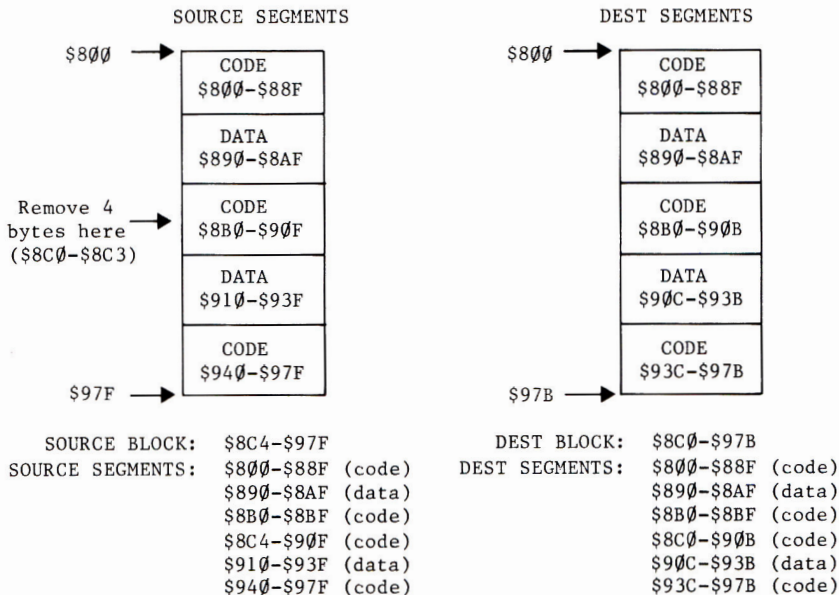 SOURCE SEGMENTS
$8ØØ
CODE
$8ØØ-$88F
DATA
$89Ø-$8AF
Remove 4
bytes here
($8CØ-$8C3)
CODE
$8BØ-$9ØF
DATA
$91Ø-$93F
CODE
$94Ø-$97F
$97F
SOURCE BLOCK: $8C4-$97F
SOURCE SEGMENTS: $8ØØ-$88F (code)
$89Ø-$8AF (data)
$8BØ-$8BF (code)
$8C4-$9ØF (code)
$91Ø-$93F (data)
$94Ø-$97F (code)
DEST SEGMENTS
$8ØØ
CODE
$8ØØ-$88F
DATA
$89Ø-$8AF
CODE
$8BØ-$9ØB
DATA
$9ØC-$93B
CODE
$93C-$97B
$97B
DEST BLOCK: $8CØ-$97B
DEST SEGMENTS: $8ØØ-$88F (code)
$89Ø-$8AF (data)
$8BØ-$8BF (code)
$8CØ-$9ØB (code)
$9ØC-$93B (data)
$93C-$97B (code)